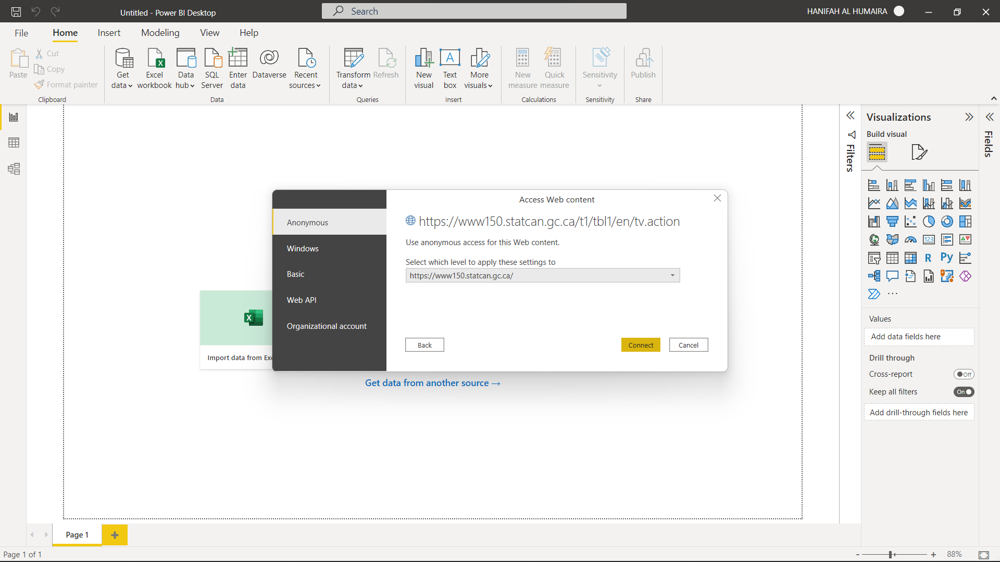 Untitled - Power BI Desktop
Search
HANIFAH AL HUMAIRA
File
Home
Insert
Modeling
View
Help
Paste
Cut
Copy
Format painter
Clipboard
Get data
Excel workbook
Data hub
SQL Server
Enter data
Dataverse
Recent sources
Data
Transform data
Refresh
Queries
New visual
Text box
More visuals
Insert
New measure
Quick measure
Calculations
Sensitivity
Sensitivity
Publish
Share
Access Web content
Anonymous
Windows
Basic
Web API
Organizational account
https://www150.statcan.gc.ca/t1/tbl1/en/tv.action
Use anonymous access for this Web content.
Select which level to apply these settings to
https://www150.statcan.gc.ca/
Back
Connect
Cancel
Import data from Exc
Get data from another source →
Filters
Visualizations
Build visual
123
R
Py
...
Values
Add data fields here
Drill through
Cross-report
Off
Keep all filters
On
Add drill-through fields here
Fields
Page 1
+
Page 1 of 1
- + 88%